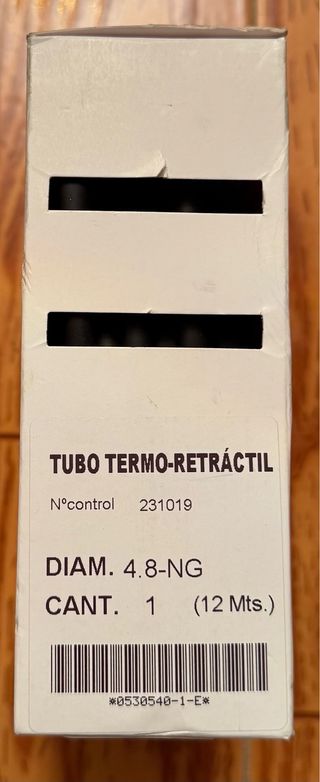 TUBO TERMO-RETRÁCTIL
Nºcontrol 231019
DIAM. 4.8-NG
CANT. 1 (12 Mts.)
*0530540-1-E*